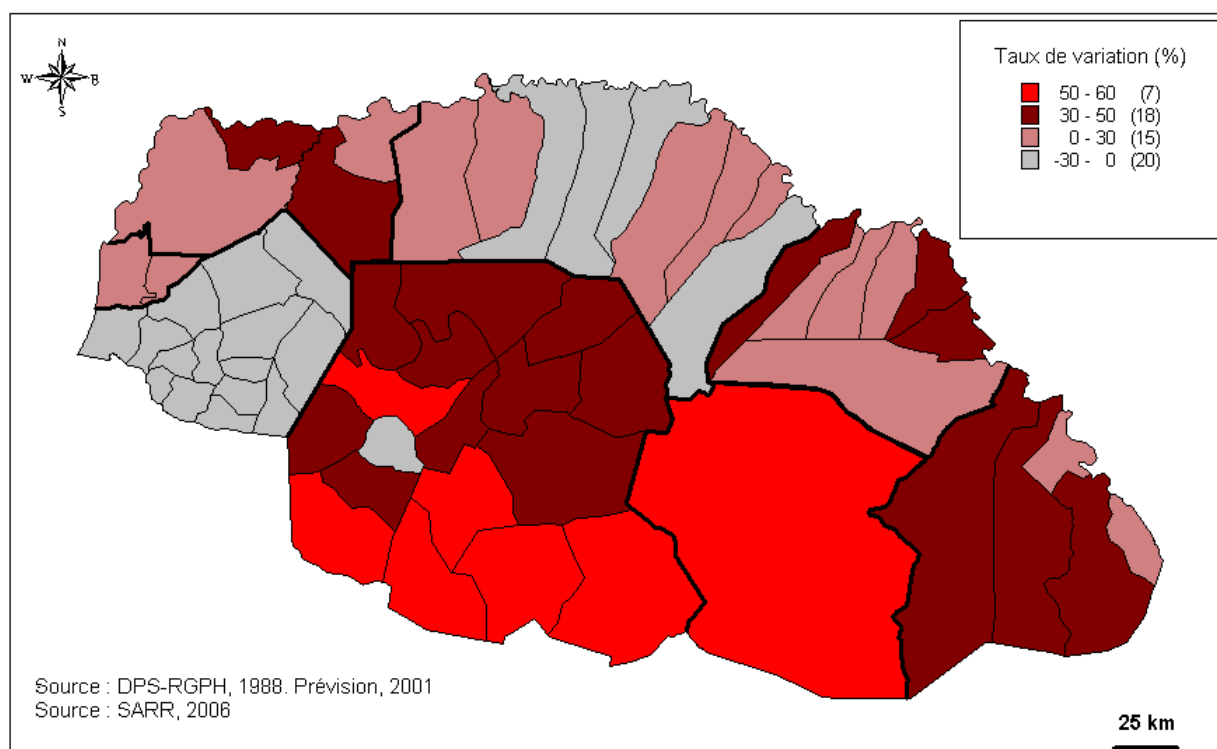 N
W E
S
Taux de variation (%)
50 - 60 (7)
30 - 50 (18)
0 - 30 (15)
-30 - 0 (20)
Source : DPS-RGPH, 1988. Prévision, 2001
Source : SARR, 2006
25 km